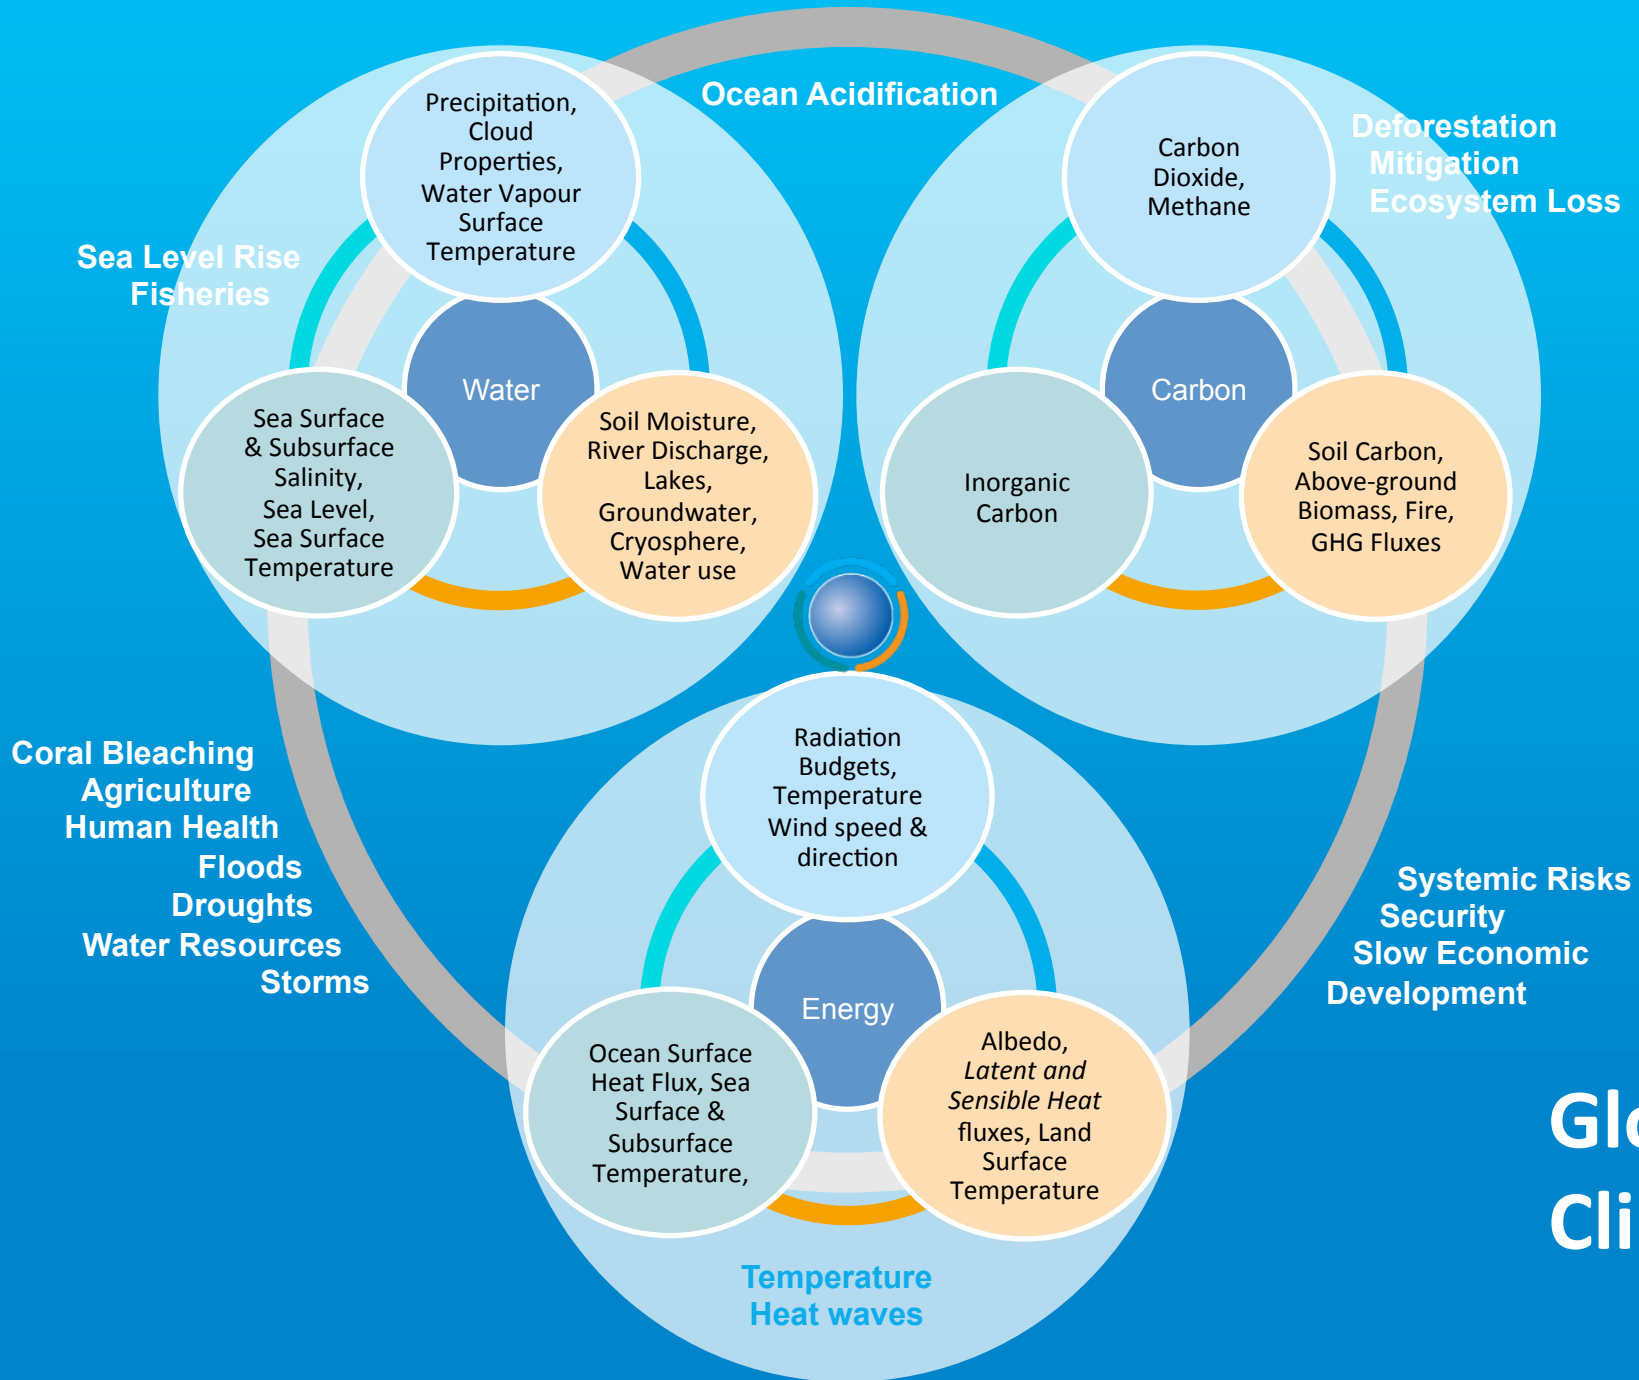 Ocean Acidification
Precipitation,
Cloud
Properties,
Water Vapour
Surface
Temperature
Sea Level Rise
Fisheries
Water
Sea Surface
& Subsurface
Salinity,
Sea Level,
Sea Surface
Temperature
Soil Moisture,
River Discharge,
Lakes,
Groundwater,
Cryosphere,
Water use
Carbon
Dioxide,
Methane
Deforestation
Mitigation
Ecosystem Loss
Carbon
Inorganic
Carbon
Soil Carbon,
Above-ground
Biomass, Fire,
GHG Fluxes
Coral Bleaching
Agriculture
Human Health
Floods
Droughts
Water Resources
Storms
Radiation
Budgets,
Temperature
Wind speed &
direction
Energy
Ocean Surface
Heat Flux, Sea
Surface &
Subsurface
Temperature,
Albedo,
Latent and
Sensible Heat
fluxes, Land
Surface
Temperature
Systemic Risks
Security
Slow Economic
Development
Temperature
Heat waves
Cli